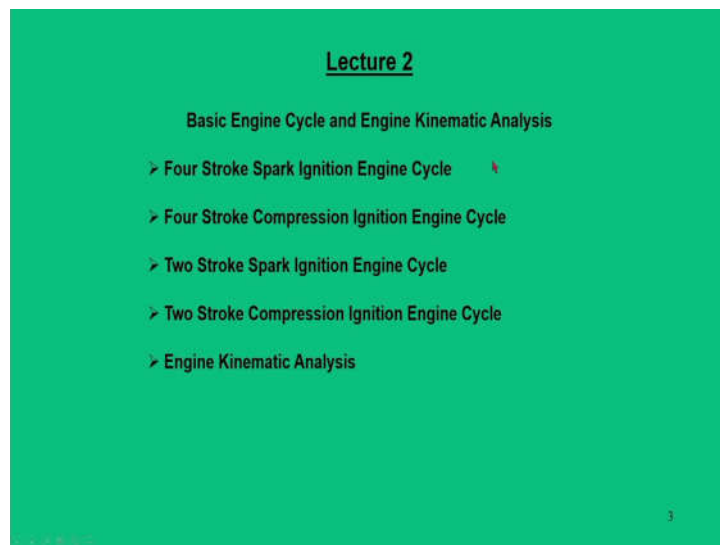 Lecture 2
Basic Engine Cycle and Engine Kinematic Analysis
➢ Four Stroke Spark Ignition Engine Cycle
➢ Four Stroke Compression Ignition Engine Cycle
➢ Two Stroke Spark Ignition Engine Cycle
➢ Two Stroke Compression Ignition Engine Cycle
➢ Engine Kinematic Analysis
3